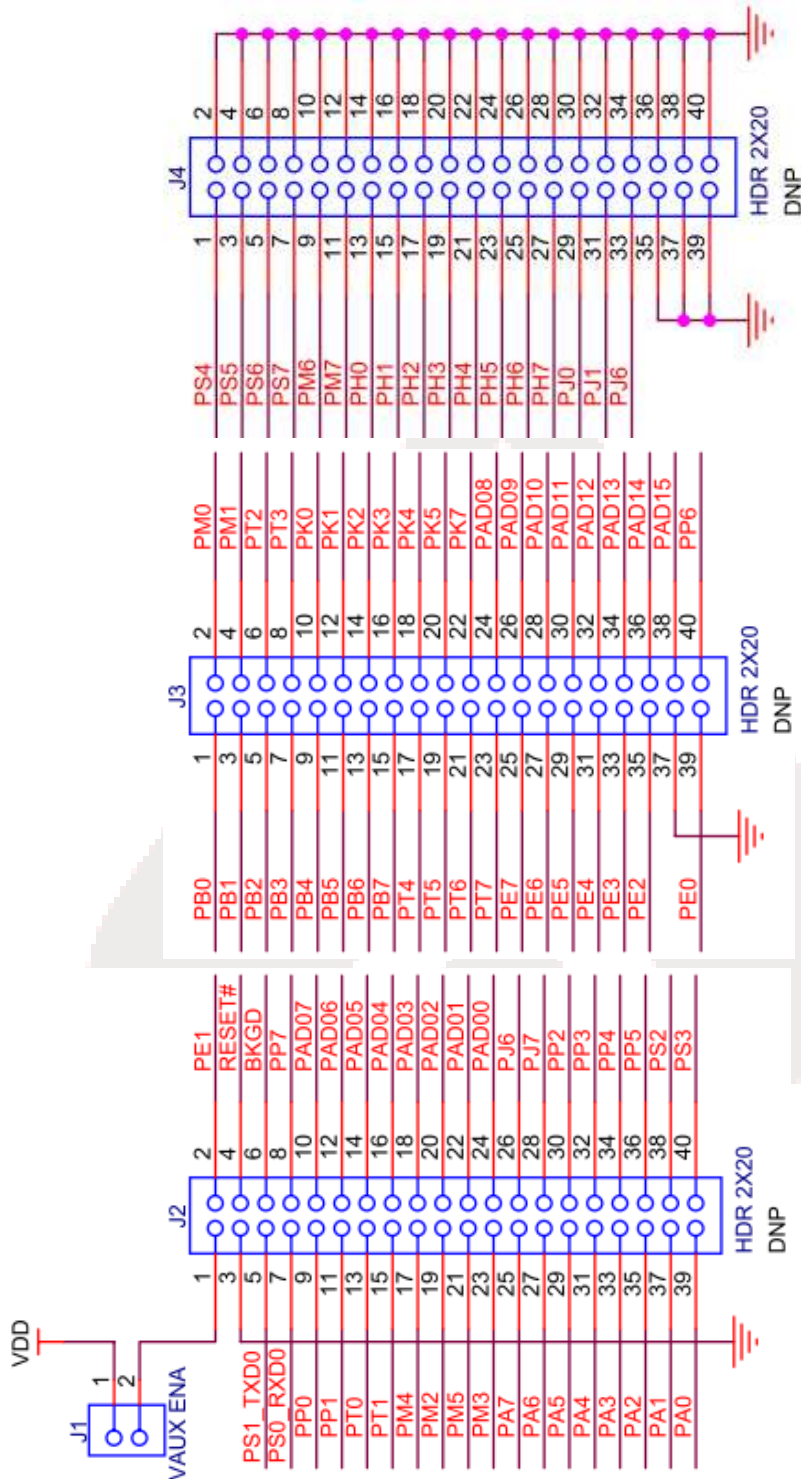 VDD
J1
1
2
VAUX ENA
J2
1 2 PE1
3 4 RESET#
PS1_TXD0 5 6 BKGD
PS0_RXD0 7 8 PP7
PP0 9 10 PAD07
PP1 11 12 PAD06
PT0 13 14 PAD05
PT1 15 16 PAD04
PM4 17 18 PAD03
PM2 19 20 PAD02
PM5 21 22 PAD01
PM3 23 24 PAD00
PA7 25 26 PJ6
PA6 27 28 PJ7
PA5 29 30 PP2
PA4 31 32 PP3
PA3 33 34 PP4
PA2 35 36 PP5
PA1 37 38 PS2
PA0 39 40 PS3
HDR 2X20
DNP
J3
PB0 1 2 PM0
PB1 3 4 PM1
PB2 5 6 PT2
PB3 7 8 PT3
PB4 9 10 PK0
PB5 11 12 PK1
PB6 13 14 PK2
PB7 15 16 PK3
PT4 17 18 PK4
PT5 19 20 PK5
PT6 21 22 PK7
PT7 23 24 PAD08
PE7 25 26 PAD09
PE6 27 28 PAD10
PE5 29 30 PAD11
PE4 31 32 PAD12
PE3 33 34 PAD13
PE2 35 36 PAD14
37 38 PAD15
PE0 39 40 PP6
HDR 2X20
DNP
J4
PS4 1 2
PS5 3 4
PS6 5 6
PS7 7 8
PM6 9 10
PM7 11 12
PH0 13 14
PH1 15 16
PH2 17 18
PH3 19 20
PH4 21 22
PH5 23 24
PH6 25 26
PH7 27 28
PJ0 29 30
PJ1 31 32
PJ6 33 34
35 36
37 38
39 40
HDR 2X20
DNP